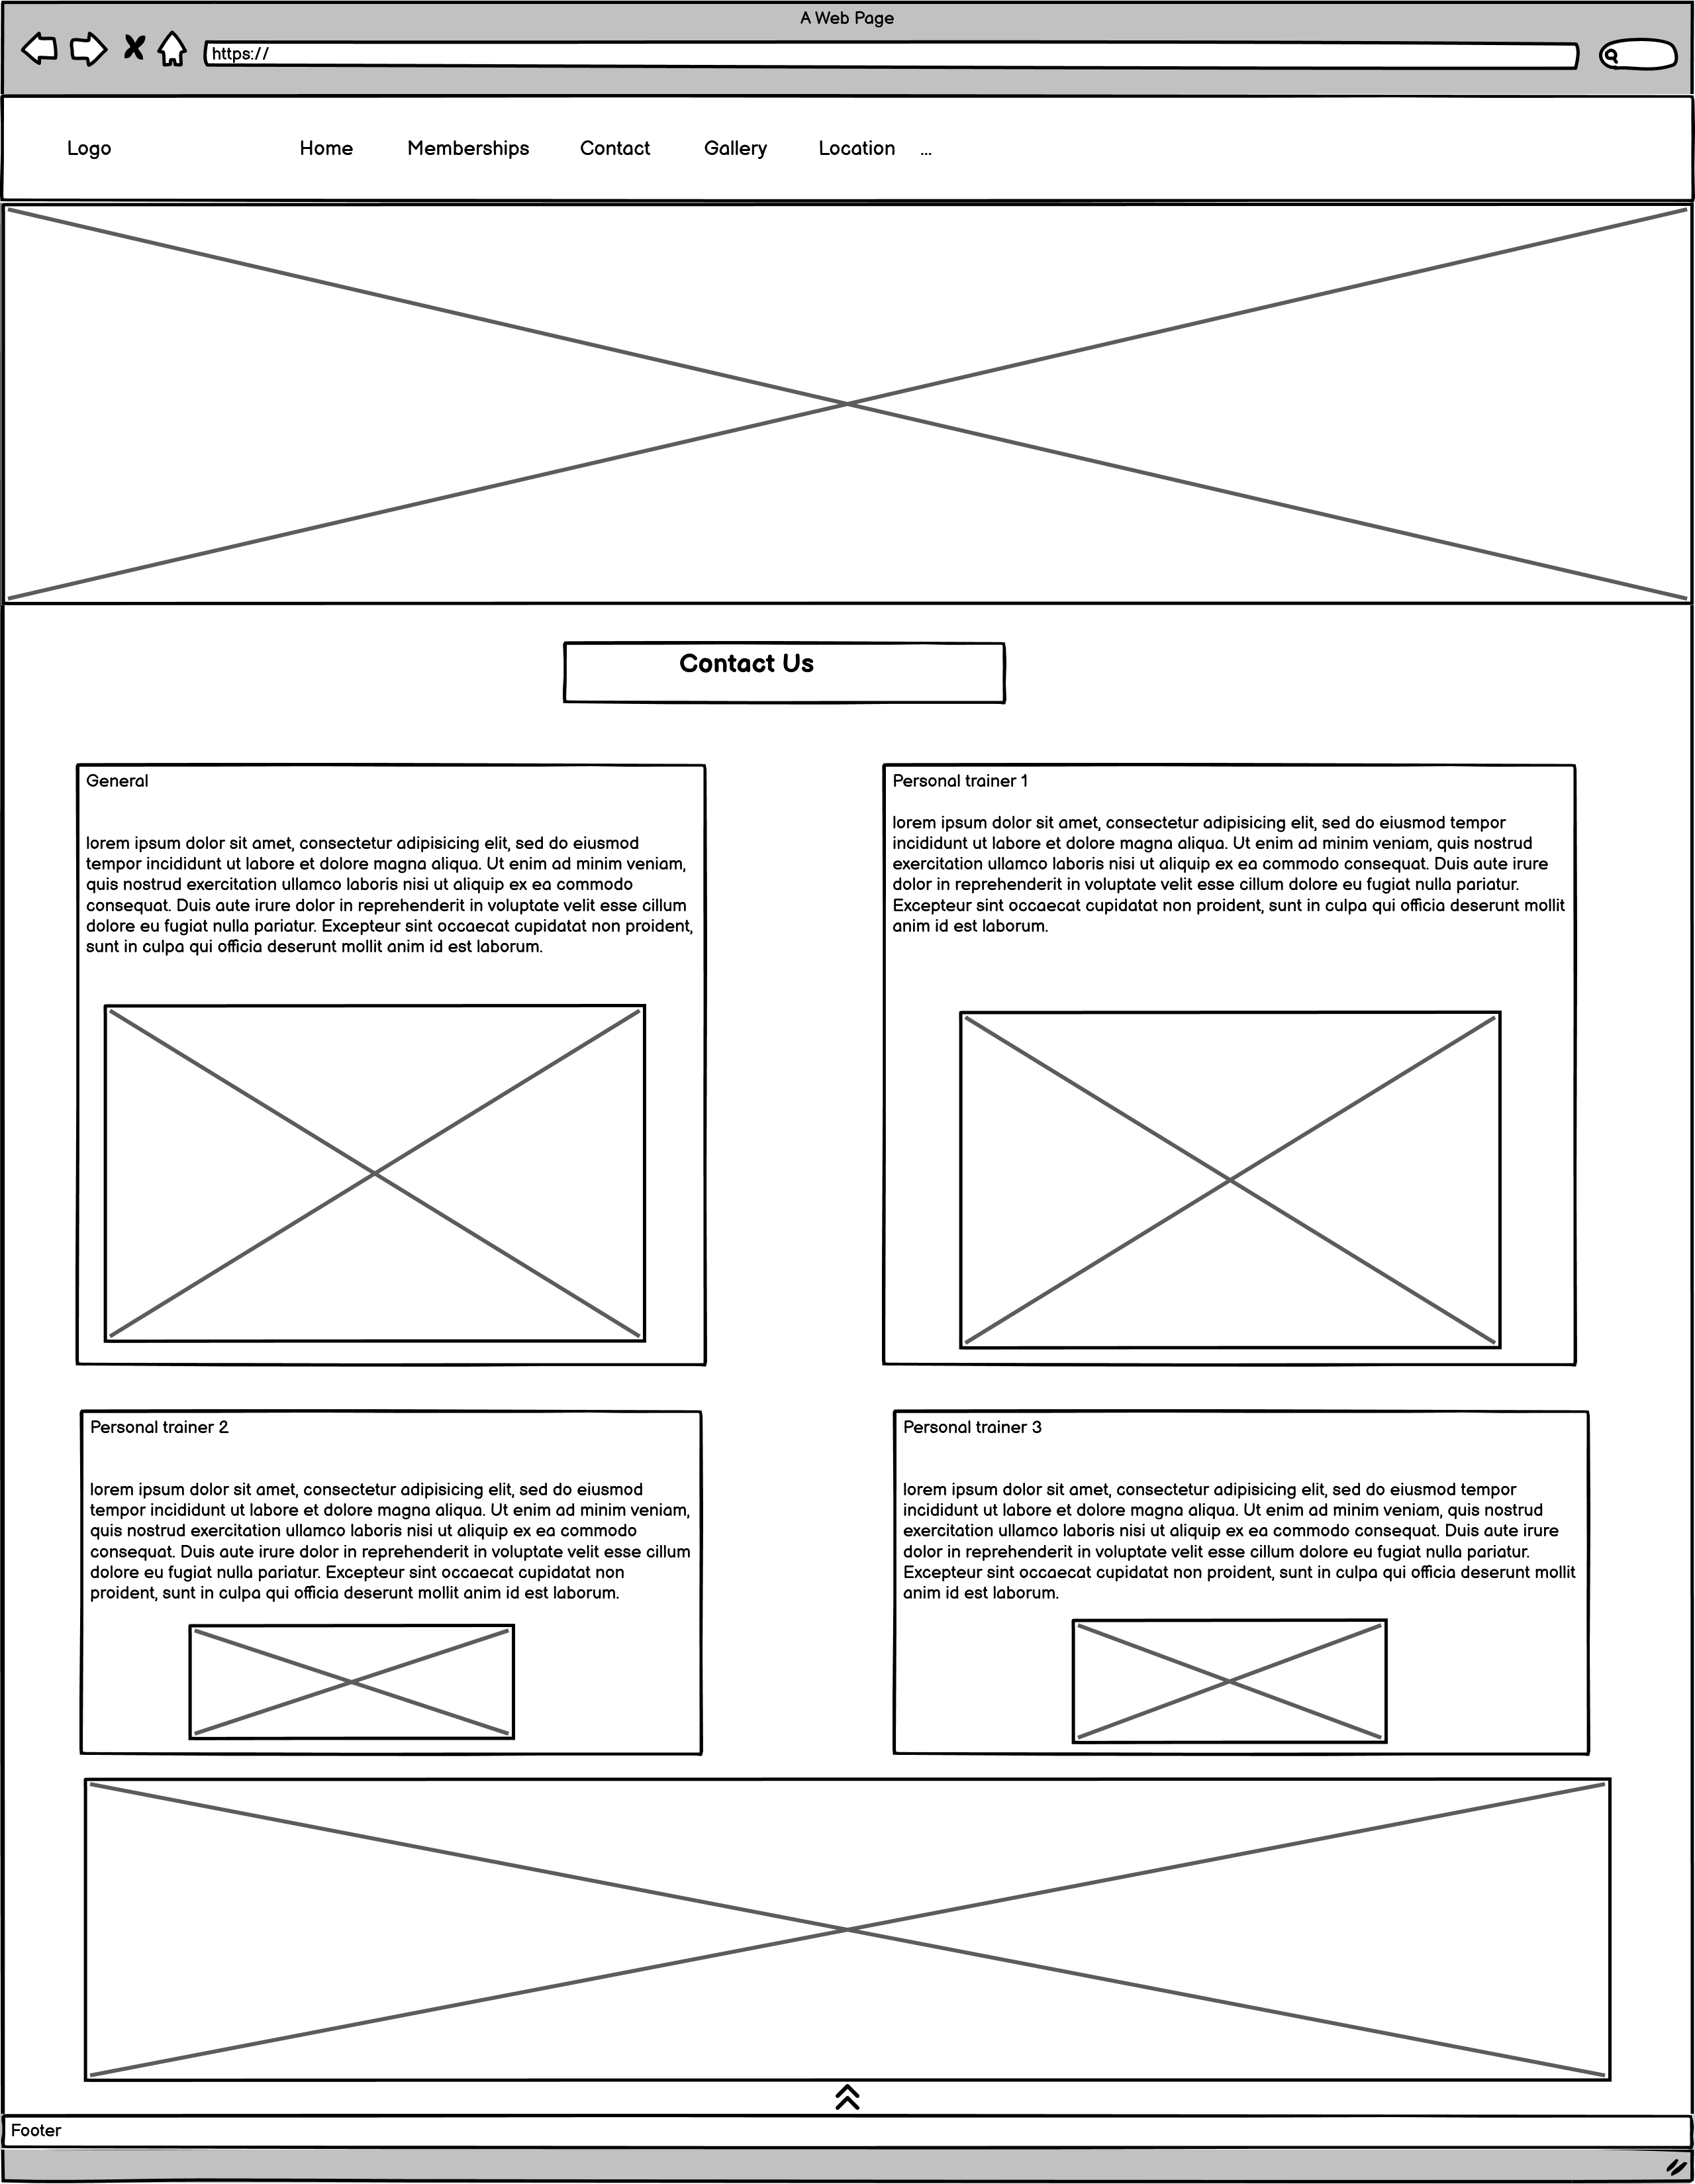 A Web Page
https://
Logo Home Memberships Contact Gallery Location ...
Contact Us
General
lorem ipsum dolor sit amet, consectetur adipisicing elit, sed do eiusmod
tempor incididunt ut labore et dolore magna aliqua. Ut enim ad minim veniam,
quis nostrud exercitation ullamco laboris nisi ut aliquip ex ea commodo
consequat. Duis aute irure dolor in reprehenderit in voluptate velit esse cillum
dolore eu fugiat nulla pariatur. Excepteur sint occaecat cupidatat non proident,
sunt in culpa qui officia deserunt mollit anim id est laborum.
Personal trainer 1
lorem ipsum dolor sit amet, consectetur adipisicing elit, sed do eiusmod tempor
incididunt ut labore et dolore magna aliqua. Ut enim ad minim veniam, quis nostrud
exercitation ullamco laboris nisi ut aliquip ex ea commodo consequat. Duis aute irure
dolor in reprehenderit in voluptate velit esse cillum dolore eu fugiat nulla pariatur.
Excepteur sint occaecat cupidatat non proident, sunt in culpa qui officia deserunt mollit
anim id est laborum.
Personal trainer 2
lorem ipsum dolor sit amet, consectetur adipisicing elit, sed do eiusmod
tempor incididunt ut labore et dolore magna aliqua. Ut enim ad minim veniam,
quis nostrud exercitation ullamco laboris nisi ut aliquip ex ea commodo
consequat. Duis aute irure dolor in reprehenderit in voluptate velit esse cillum
dolore eu fugiat nulla pariatur. Excepteur sint occaecat cupidatat non
proident, sunt in culpa qui officia deserunt mollit anim id est laborum.
Personal trainer 3
lorem ipsum dolor sit amet, consectetur adipisicing elit, sed do eiusmod tempor
incididunt ut labore et dolore magna aliqua. Ut enim ad minim veniam, quis nostrud
exercitation ullamco laboris nisi ut aliquip ex ea commodo consequat. Duis aute irure
dolor in reprehenderit in voluptate velit esse cillum dolore eu fugiat nulla pariatur.
Excepteur sint occaecat cupidatat non proident, sunt in culpa qui officia deserunt mollit
anim id est laborum.
Footer